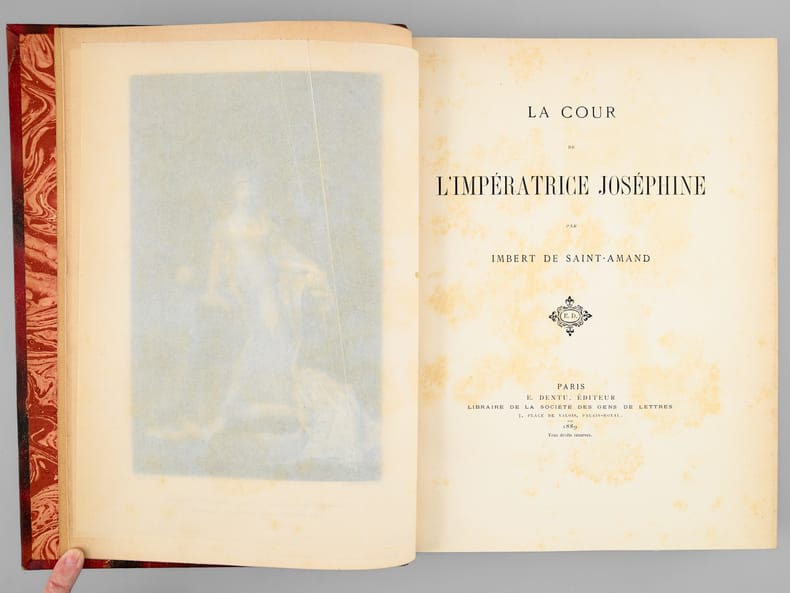 LA COUR
DE
L'IMPÉRATRICE JOSÉPHINE
PAR
IMBERT DE SAINT-AMAND
E. D.
PARIS
E. DENTU, ÉDITEUR
LIBRAIRE DE LA SOCIÉTÉ DES GENS DE LETTRES
3, PLACE DE VALOIS, PALAIS-ROYAL.
1889
Tous droits réservés.